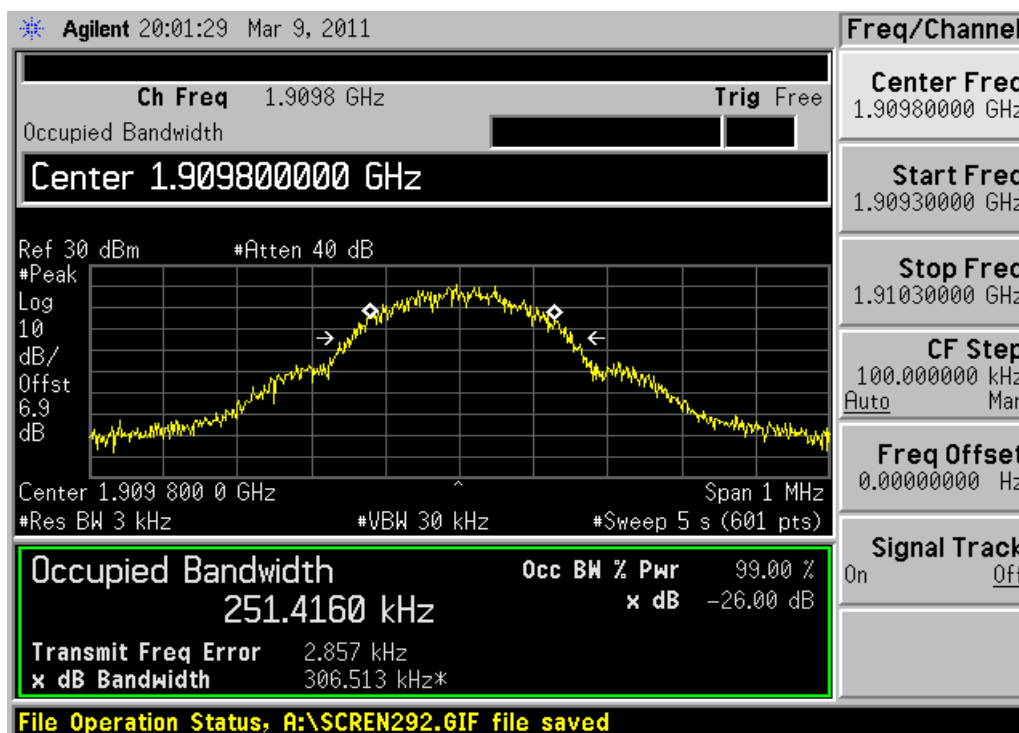 Agilent 20:01:29 Mar 9, 2011
Freq/Channel
Ch Freq 1.9098 GHz
Trig Free
Occupied Bandwidth
Center 1.909800000 GHz
Ref 30 dBm
#Atten 40 dB
#Peak
Log
10
dB/
Offst
6.9
dB
Center 1.909 800 0 GHz
Span 1 MHz
#Res BW 3 kHz
#VBW 30 kHz
#Sweep 5 s (601 pts)
Occupied Bandwidth
251.4160 kHz
Occ BW % Pwr 99.00 %
x dB -26.00 dB
Transmit Freq Error 2.857 kHz
x dB Bandwidth 306.513 kHz*
Center Freq
1.90980000 GHz
Start Freq
1.90930000 GHz
Stop Freq
1.91030000 GHz
CF Step
100.000000 kHz
Auto Man
Freq Offset
0.00000000 Hz
Signal Track
On Off
File Operation Status, A:\SCREN292.GIF file saved